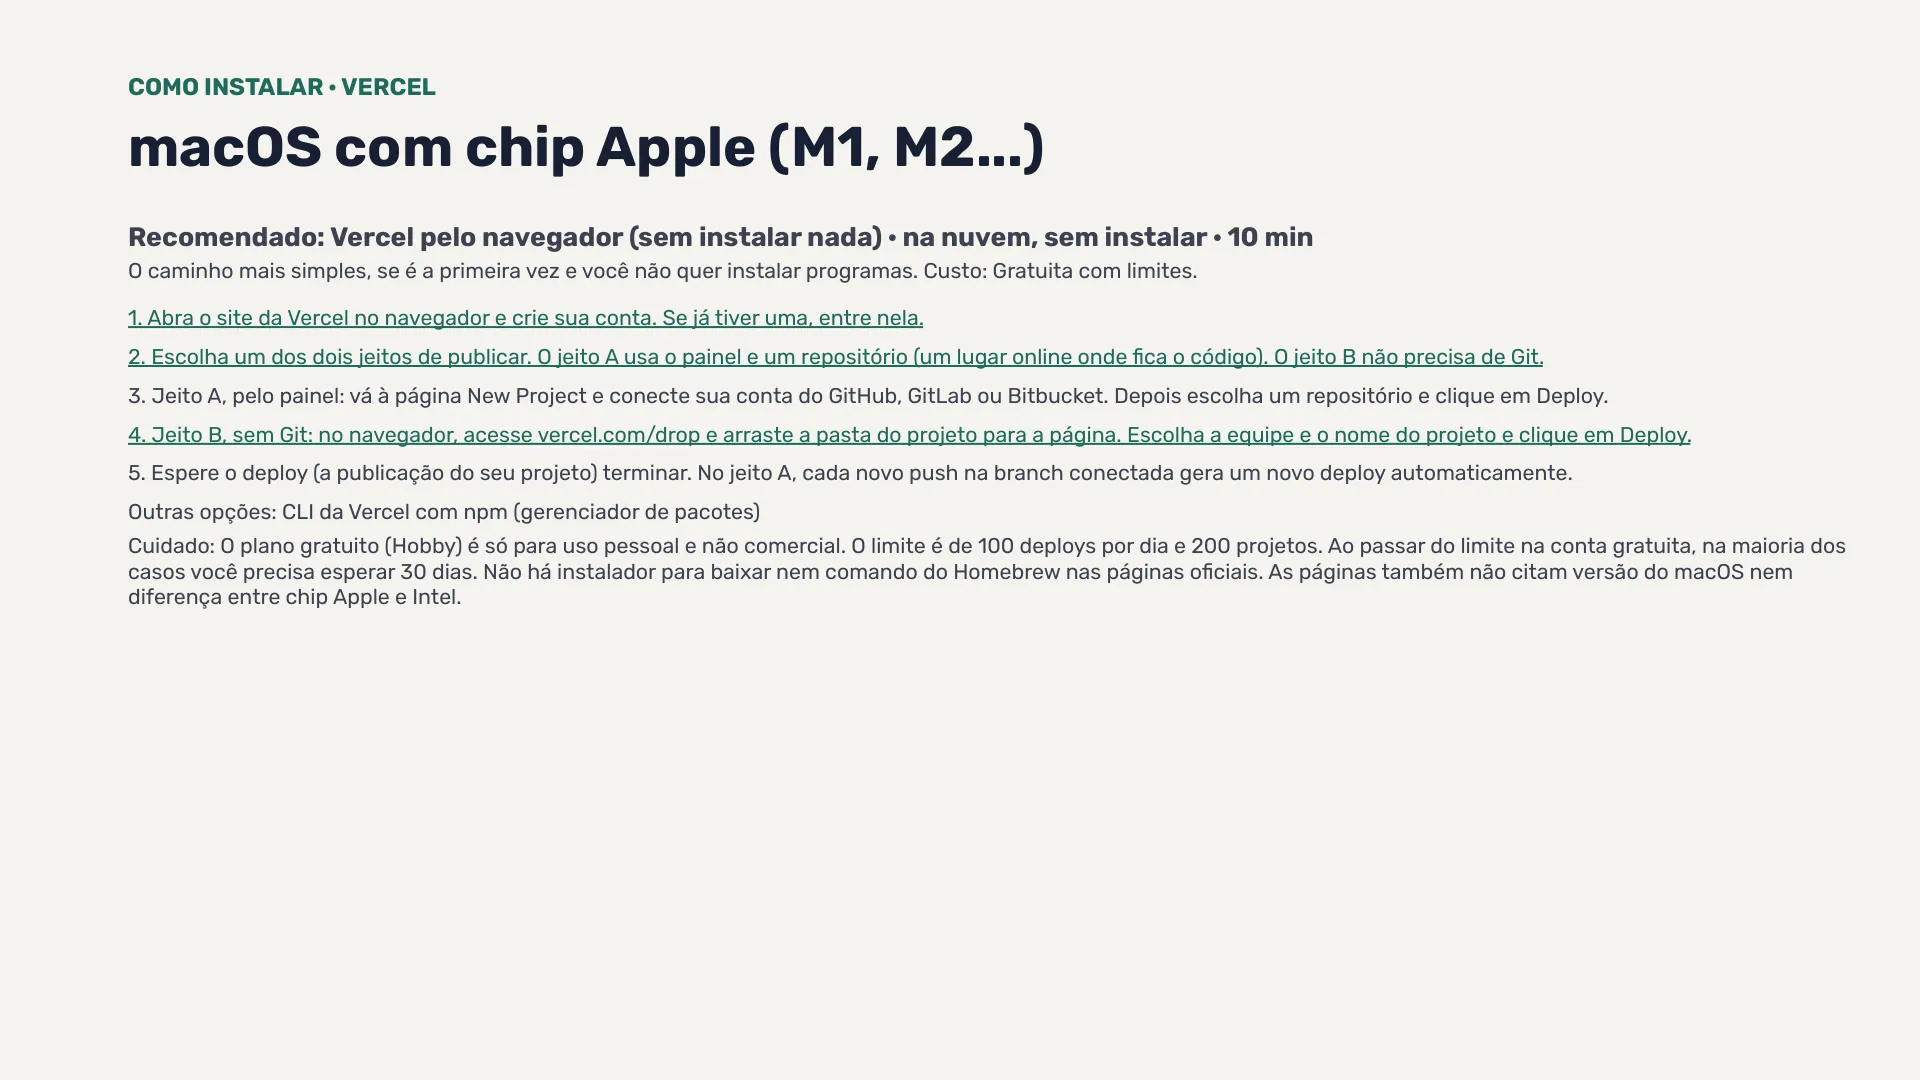 COMO INSTALAR • VERCEL
macOS com chip Apple (M1, M2...)
Recomendado: Vercel pelo navegador (sem instalar nada) • na nuvem, sem instalar • 10 min
O caminho mais simples, se é a primeira vez e você não quer instalar programas. Custo: Gratuita com limites.
1. Abra o site da Vercel no navegador e crie sua conta. Se já tiver uma, entre nela.
2. Escolha um dos dois jeitos de publicar. O jeito A usa o painel e um repositório (um lugar online onde fica o código). O jeito B não precisa de Git.
3. Jeito A, pelo painel: vá à página New Project e conecte sua conta do GitHub, GitLab ou Bitbucket. Depois escolha um repositório e clique em Deploy.
4. Jeito B, sem Git: no navegador, acesse vercel.com/drop e arraste a pasta do projeto para a página. Escolha a equipe e o nome do projeto e clique em Deploy.
5. Espere o deploy (a publicação do seu projeto) terminar. No jeito A, cada novo push na branch conectada gera um novo deploy automaticamente.
Outras opções: CLI da Vercel com npm (gerenciador de pacotes)
Cuidado: O plano gratuito (Hobby) é só para uso pessoal e não comercial. O limite é de 100 deploys por dia e 200 projetos. Ao passar do limite na conta gratuita, na maioria dos
casos você precisa esperar 30 dias. Não há instalador para baixar nem comando do Homebrew nas páginas oficiais. As páginas também não citam versão do macOS nem
diferença entre chip Apple e Intel.